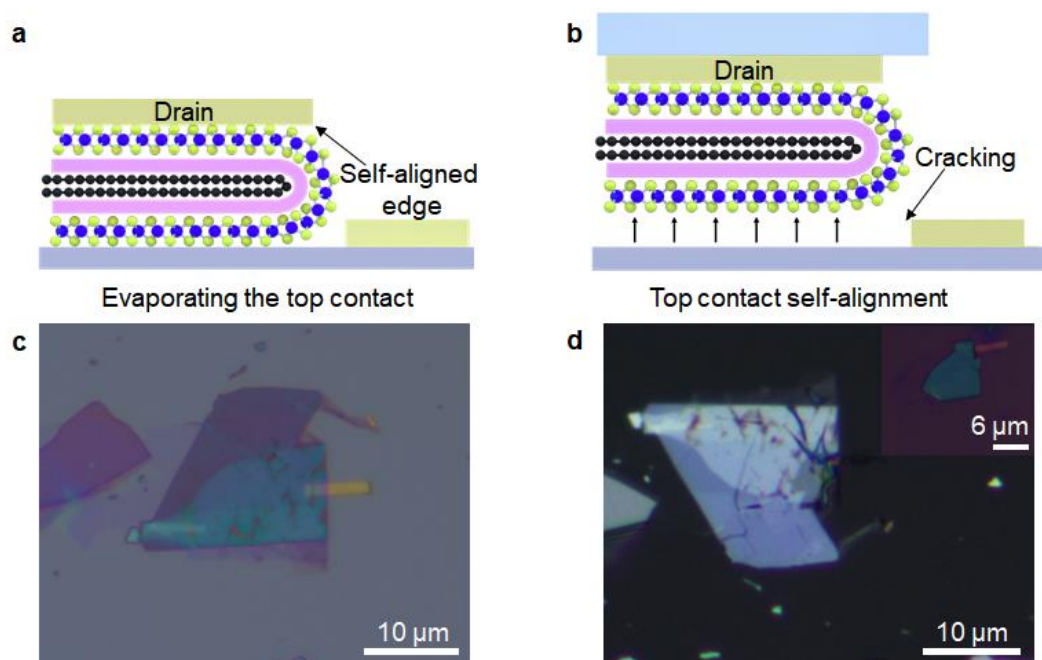 a
Drain
Self-aligned
edge
Evaporating the top contact
b
Drain
Cracking
Top contact self-alignment
c
10 µm
d
6 µm
10 µm